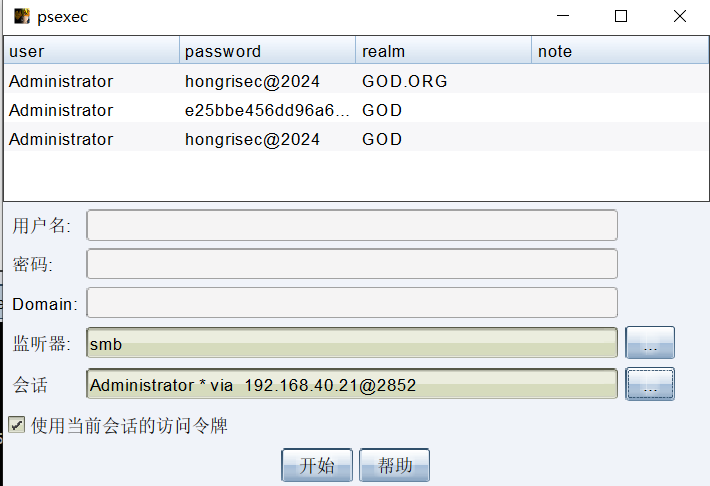 psexec
user password realm note
Administrator hongrisec@2024 GOD.ORG
Administrator e25bbe456dd96a6... GOD
Administrator hongrisec@2024 GOD
用户名:
密码:
Domain:
监听器: smb ...
会话 Administrator * via 192.168.40.21@2852 ...
使用当前会话的访问令牌
开始 帮助